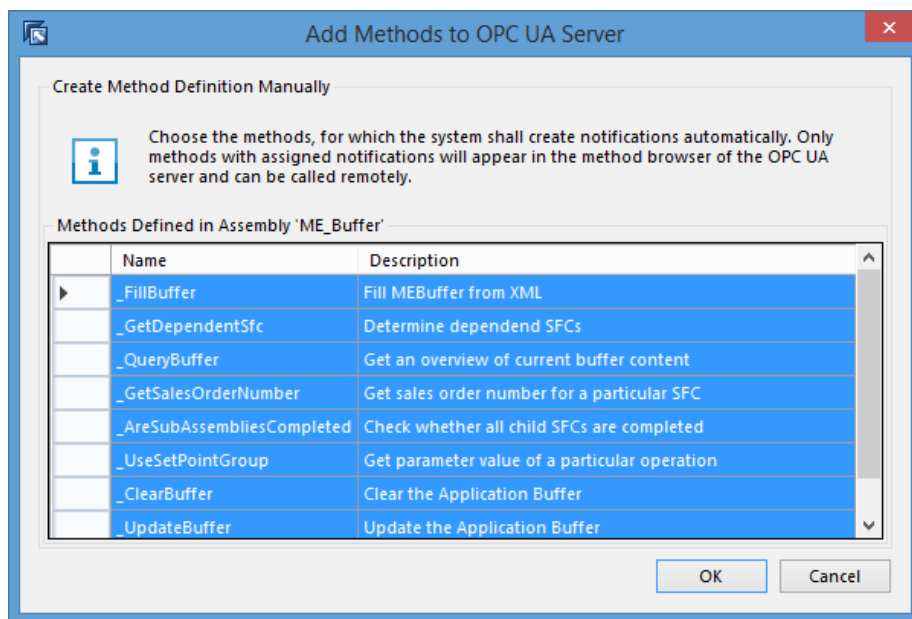 Add Methods to OPC UA Server
Create Method Definition Manually
Choose the methods, for which the system shall create notifications automatically. Only
methods with assigned notifications will appear in the method browser of the OPC UA
server and can be called remotely.
Methods Defined in Assembly 'ME_Buffer'
Name Description
_FillBuffer Fill MEBuffer from XML
_GetDependentSfc Determine dependend SFCs
_QueryBuffer Get an overview of current buffer content
_GetSalesOrderNumber Get sales order number for a particular SFC
_AreSubAssembliesCompleted Check whether all child SFCs are completed
_UseSetPointGroup Get parameter value of a particular operation
_ClearBuffer Clear the Application Buffer
_UpdateBuffer Update the Application Buffer
OK Cancel